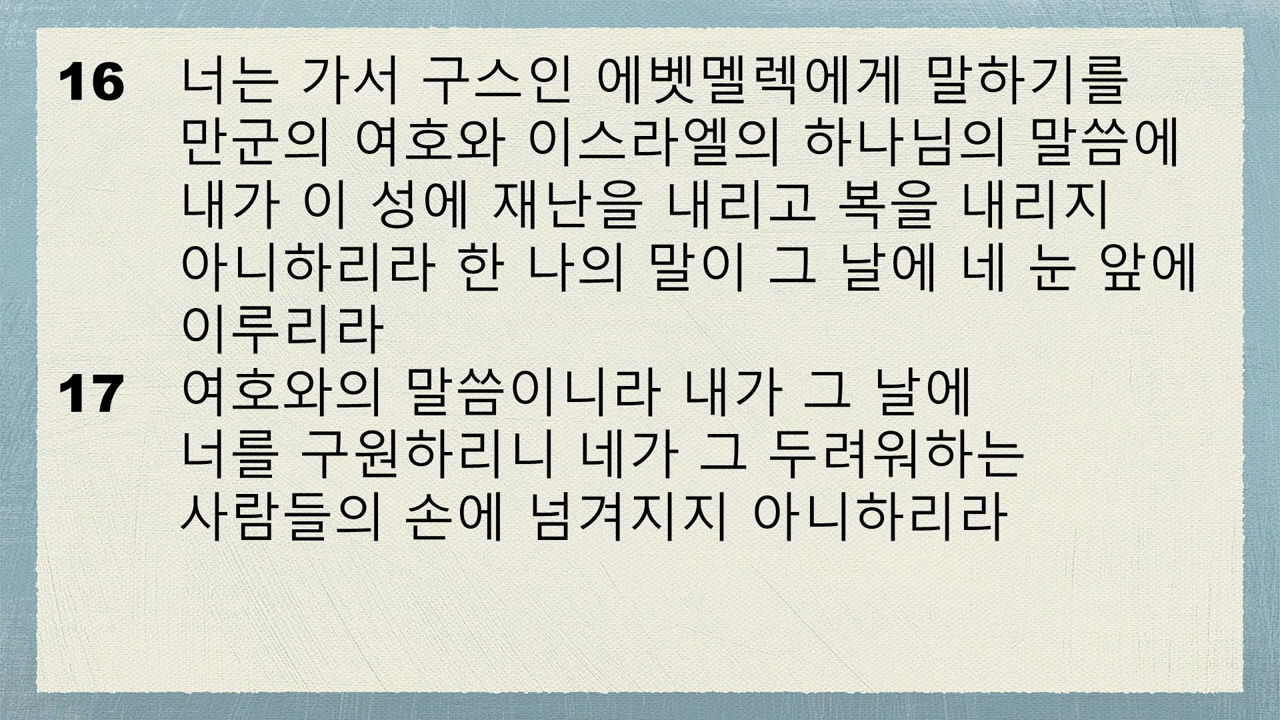 16 너는 가서 구스인 에벳멜렉에게 말하기를
만군의 여호와 이스라엘의 하나님의 말씀에
내가 이 성에 재난을 내리고 복을 내리지
아니하리라 한 나의 말이 그 날에 네 눈 앞에
이루리라
17 여호와의 말씀이니라 내가 그 날에
너를 구원하리니 네가 그 두려워하는
사람들의 손에 넘겨지지 아니하리라